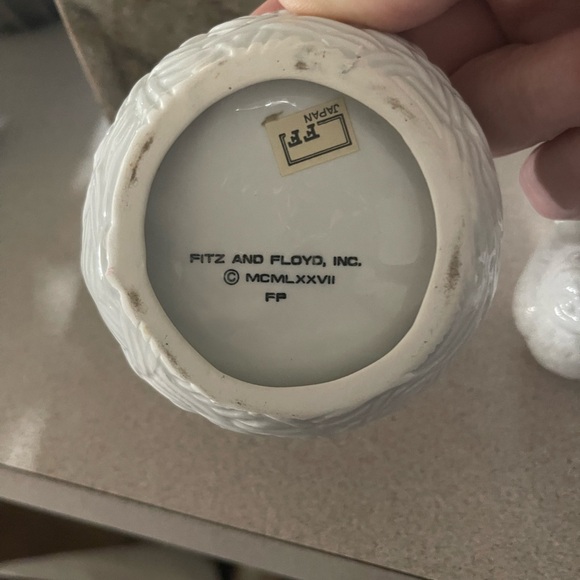 FF
JAPAN
FITZ AND FLOYD, INC.
© MCMLXXVII
FP